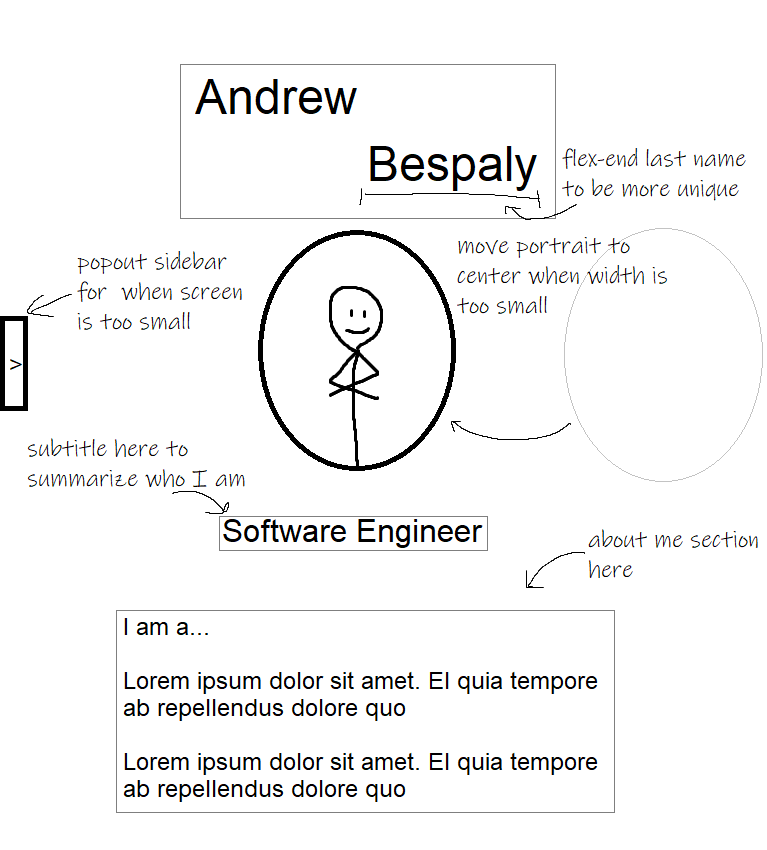 Andrew
Bespaly
flex-end last name
to be more unique
popout sidebar
for when screen
is too small
move portrait to
center when width is
too small
>
subtitle here to
summarize who I am
Software Engineer
about me section
here
I am a...
Lorem ipsum dolor sit amet. El quia tempore
ab repellendus dolore quo
Lorem ipsum dolor sit amet. El quia tempore
ab repellendus dolore quo